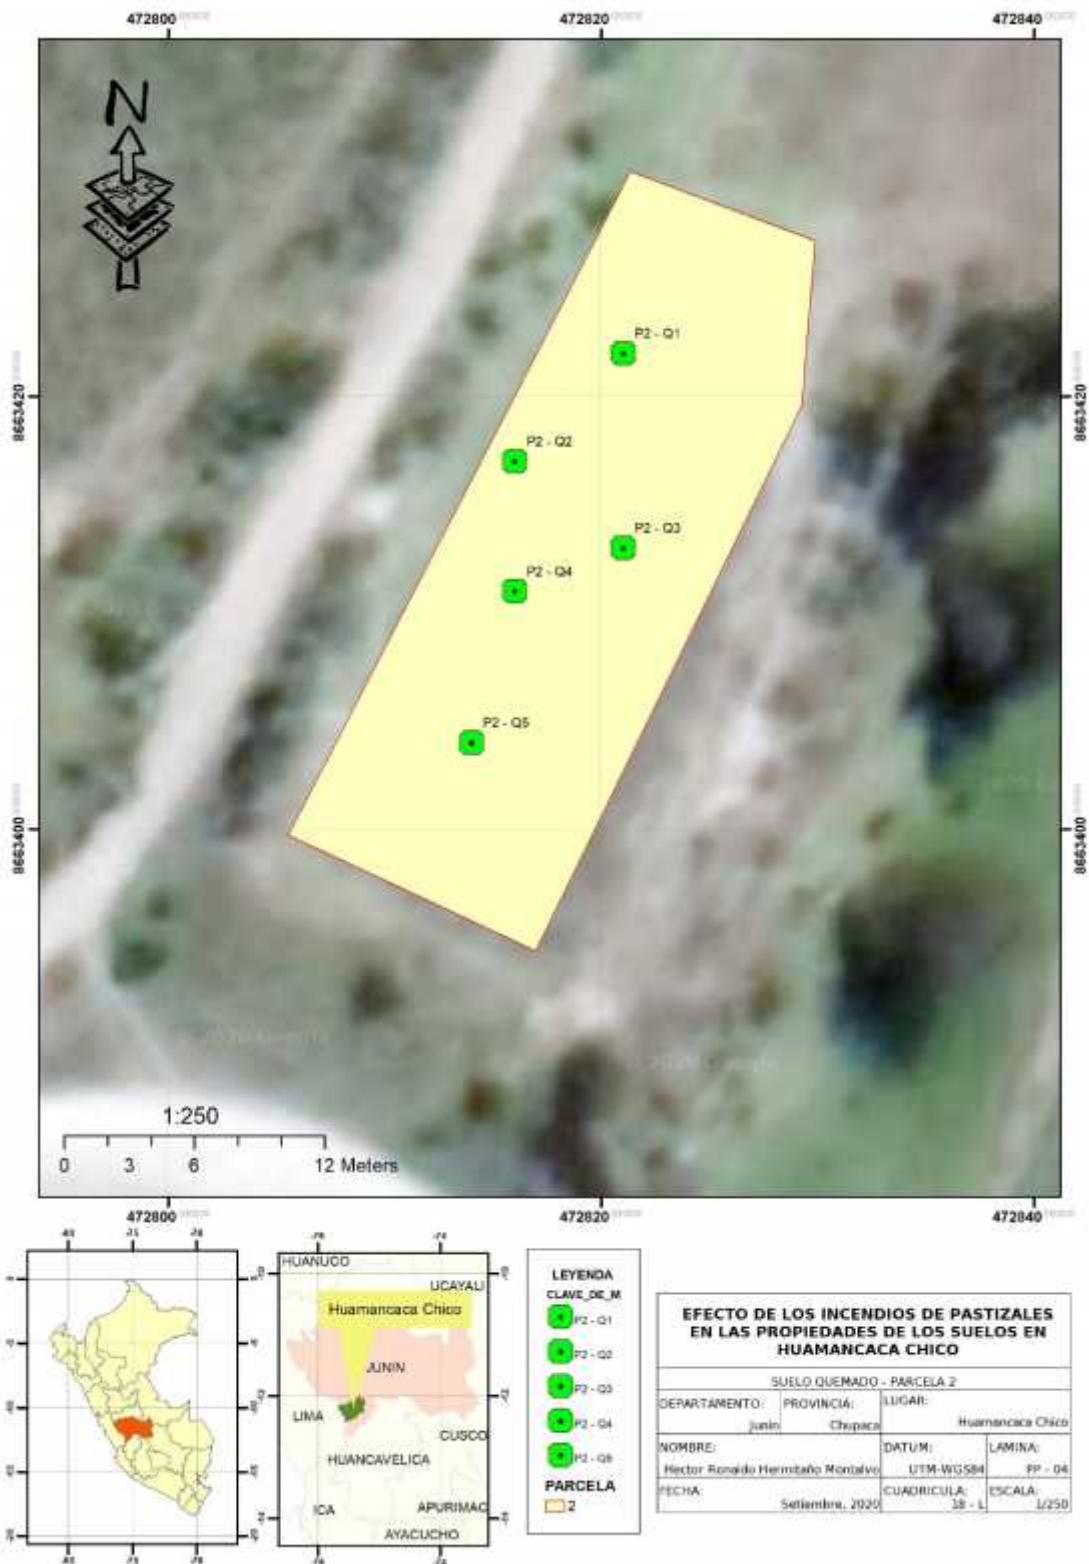 472800
472820
472840
N
P2 - Q1
8663420
8663420
P2 - Q2
P2 - Q3
P2 - Q4
P2 - Q5
8663400
8663400
1:250
0 3 6 12 Meters
472800
472820
472840
HUANUCO
UCAYALI
Huamancaca Chico
JUNIN
LIMA
CUSCO
HUANCAVELICA
ICA
APURIMAC
AYACUCHO
LEYENDA
CLAVE_DE_M
P2 - Q1
P2 - Q2
P2 - Q3
P2 - Q4
P2 - Q5
PARCELA
2
EFECTO DE LOS INCENDIOS DE PASTIZALES
EN LAS PROPIEDADES DE LOS SUELOS EN
HUAMANCACA CHICO
SUELO QUEMADO - PARCELA 2
DEPARTAMENTO: Junín
PROVINCIA: Chupaca
LUGAR: Huamancaca Chico
NOMBRE: Hector Ronaldo Hermitaño Montalvo
DATUM: UTM-WGS84
LAMINA: PP - 04
FECHA: Setiembre, 2020
CUADRICULA: 18 - L
ESCALA: 1/250